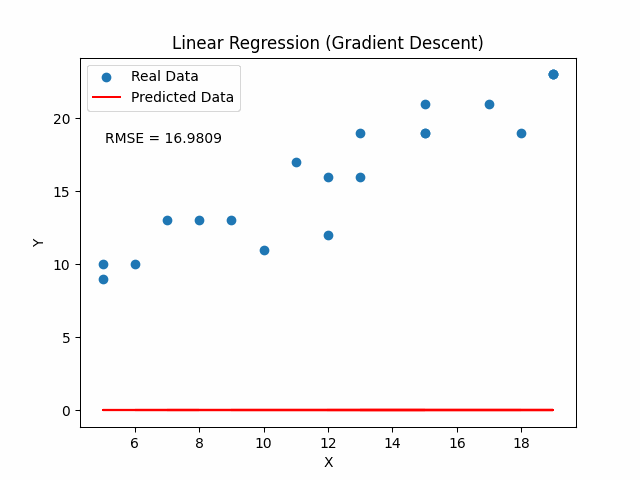 Linear Regression (Gradient Descent)
Real Data
Predicted Data
RMSE = 16.9809
20
15
10
5
0
Y
6 8 10 12 14 16 18
X